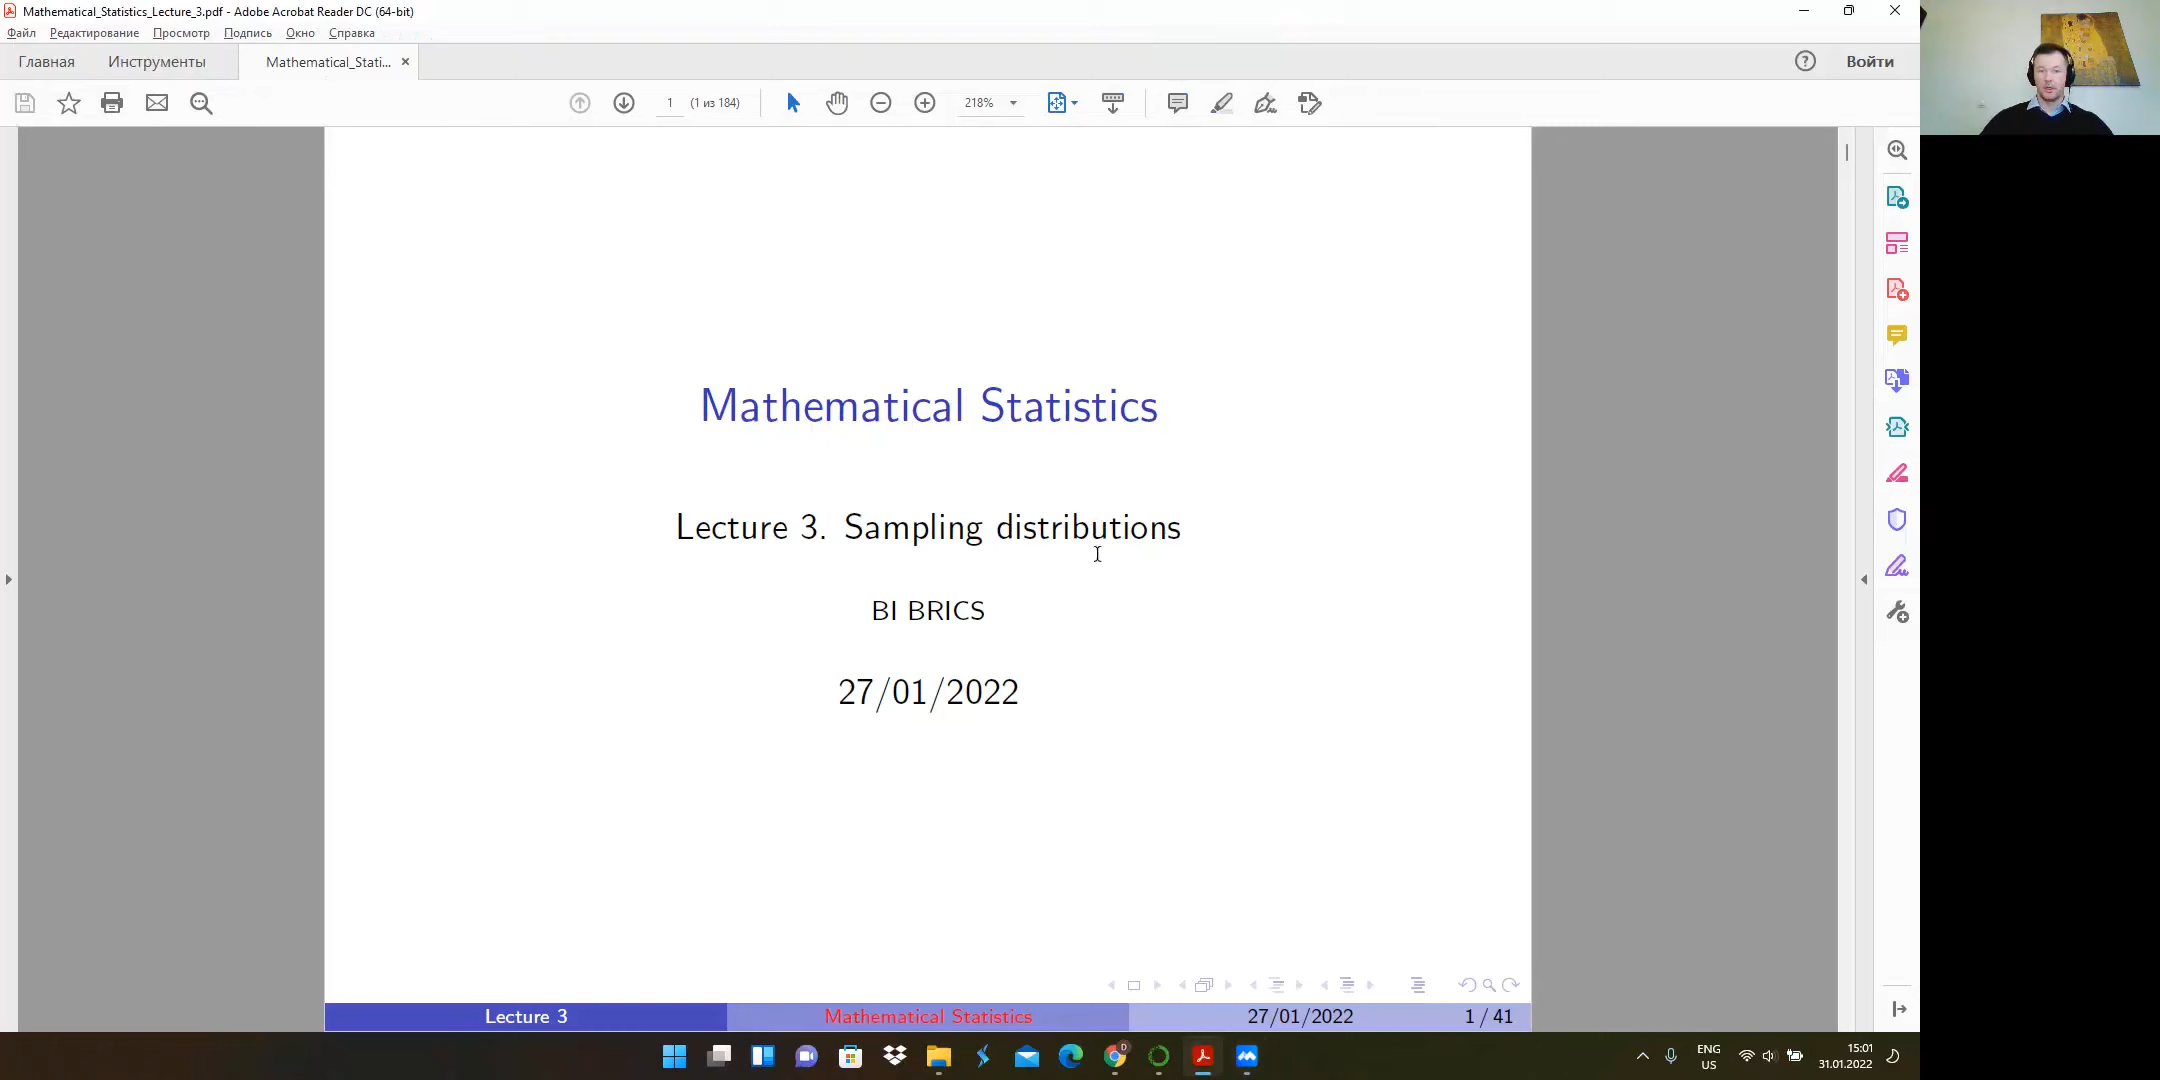 Mathematical_Statistics_Lecture_3.pdf - Adobe Acrobat Reader DC (64-bit)
Файл Редактирование Просмотр Подпись Окно Справка
Главная Инструменты Mathematical_Stati... × Войти
1 (1 из 184) 218%
Mathematical Statistics
Lecture 3. Sampling distributions
BI BRICS
27/01/2022
Lecture 3 Mathematical Statistics 27/01/2022 1 / 41
D
ENG
US
15:01
31.01.2022